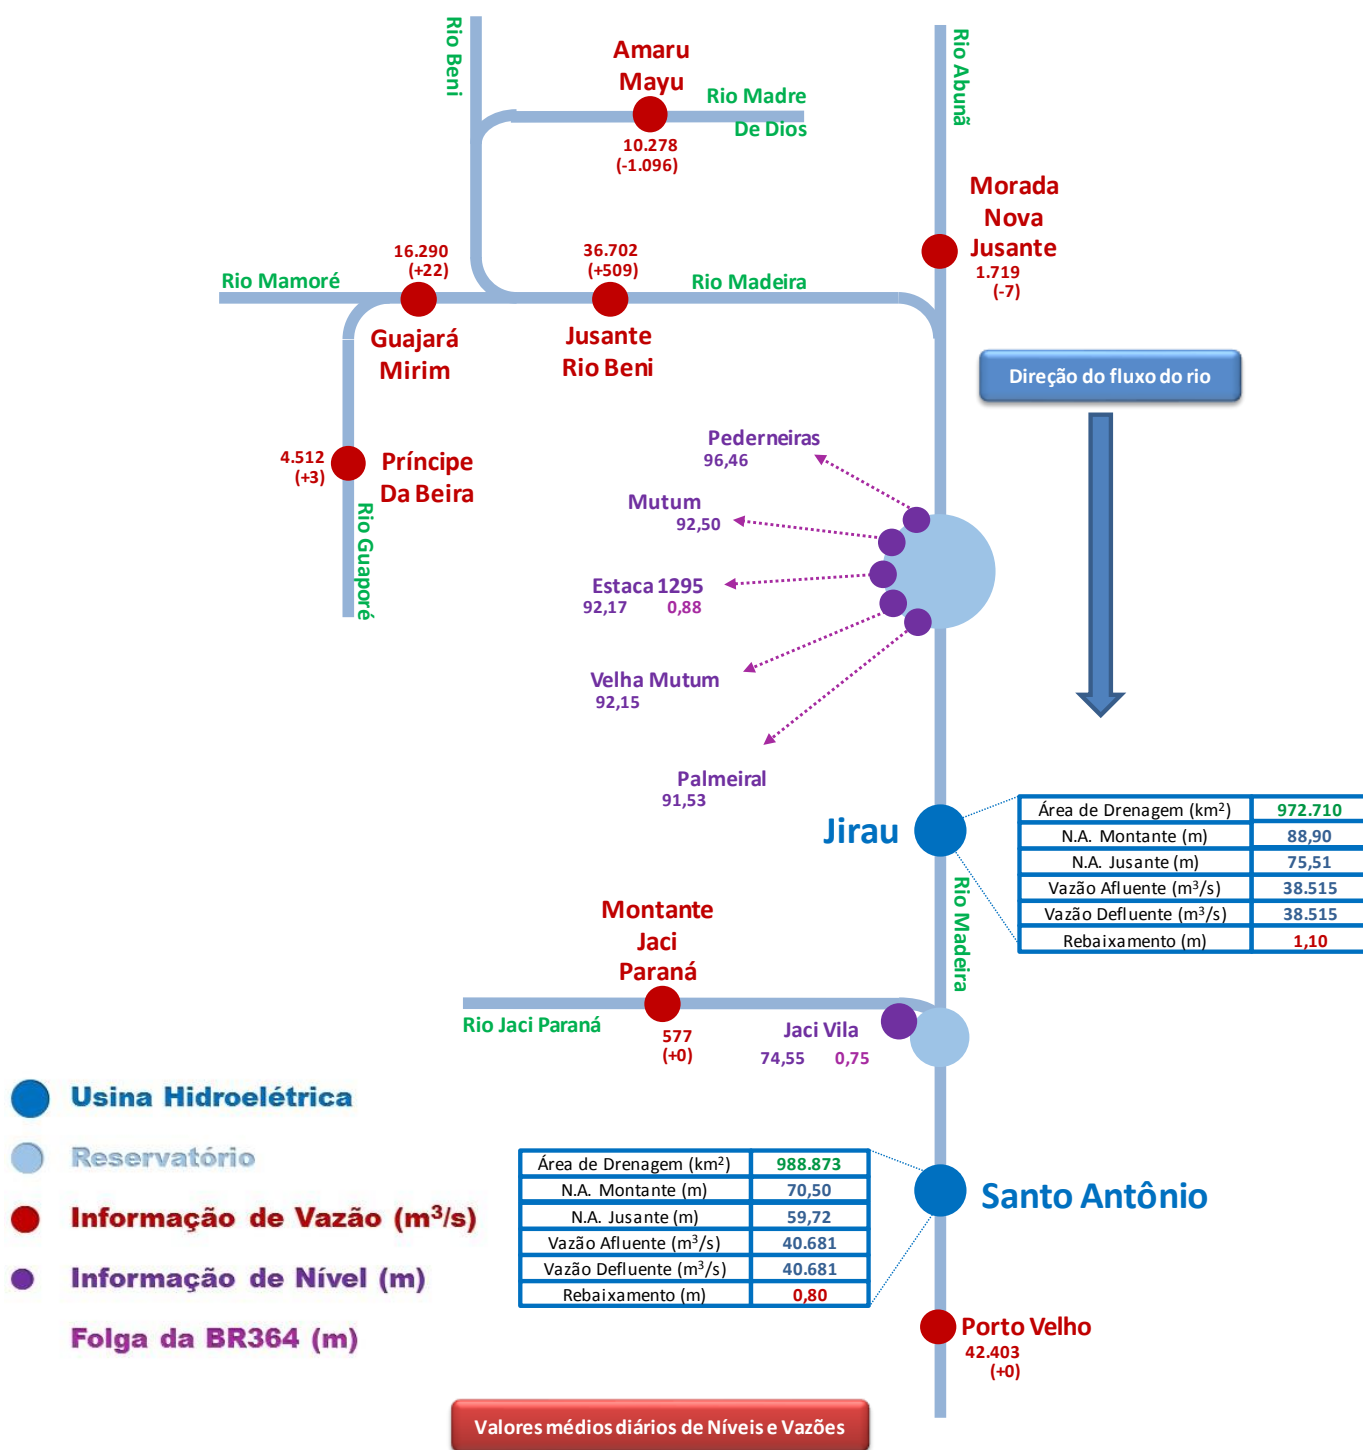 Rio Beni
Amaru
Mayu
Rio Madre
De Dios
10.278
(-1.096)
Rio Abunã
Morada
Nova
Jusante
1.719
(-7)
16.290
(+22)
36.702
(+509)
Rio Mamoré
Rio Madeira
Guajará
Mirim
Jusante
Rio Beni
Direção do fluxo do rio
4.512
(+3)
Príncipe
Da Beira
Rio Guaporé
Pederneiras
96,46
Mutum
92,50
Estaca 1295
92,17 0,88
Velha Mutum
92,15
Palmeiral
91,53
Jirau
Área de Drenagem (km²) 972.710
N.A. Montante (m) 88,90
N.A. Jusante (m) 75,51
Vazão Afluente (m³/s) 38.515
Vazão Defluente (m³/s) 38.515
Rebaixamento (m) 1,10
Rio Madeira
Montante
Jaci
Paraná
Rio Jaci Paraná
577
(+0)
Jaci Vila
74,55 0,75
Usina Hidroelétrica
Reservatório
Informação de Vazão (m³/s)
Informação de Nível (m)
Folga da BR364 (m)
Área de Drenagem (km²) 988.873
N.A. Montante (m) 70,50
N.A. Jusante (m) 59,72
Vazão Afluente (m³/s) 40.681
Vazão Defluente (m³/s) 40.681
Rebaixamento (m) 0,80
Santo Antônio
Porto Velho
42.403
(+0)
Valores médios diários de Níveis e Vazões